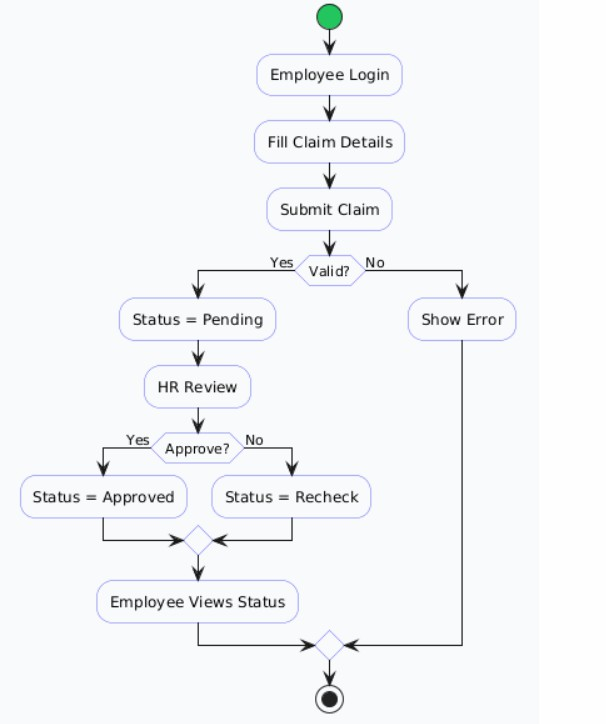 Employee Login
Fill Claim Details
Submit Claim
Yes
Valid?
No
Status = Pending
Show Error
HR Review
Yes
Approve?
No
Status = Approved
Status = Recheck
Employee Views Status